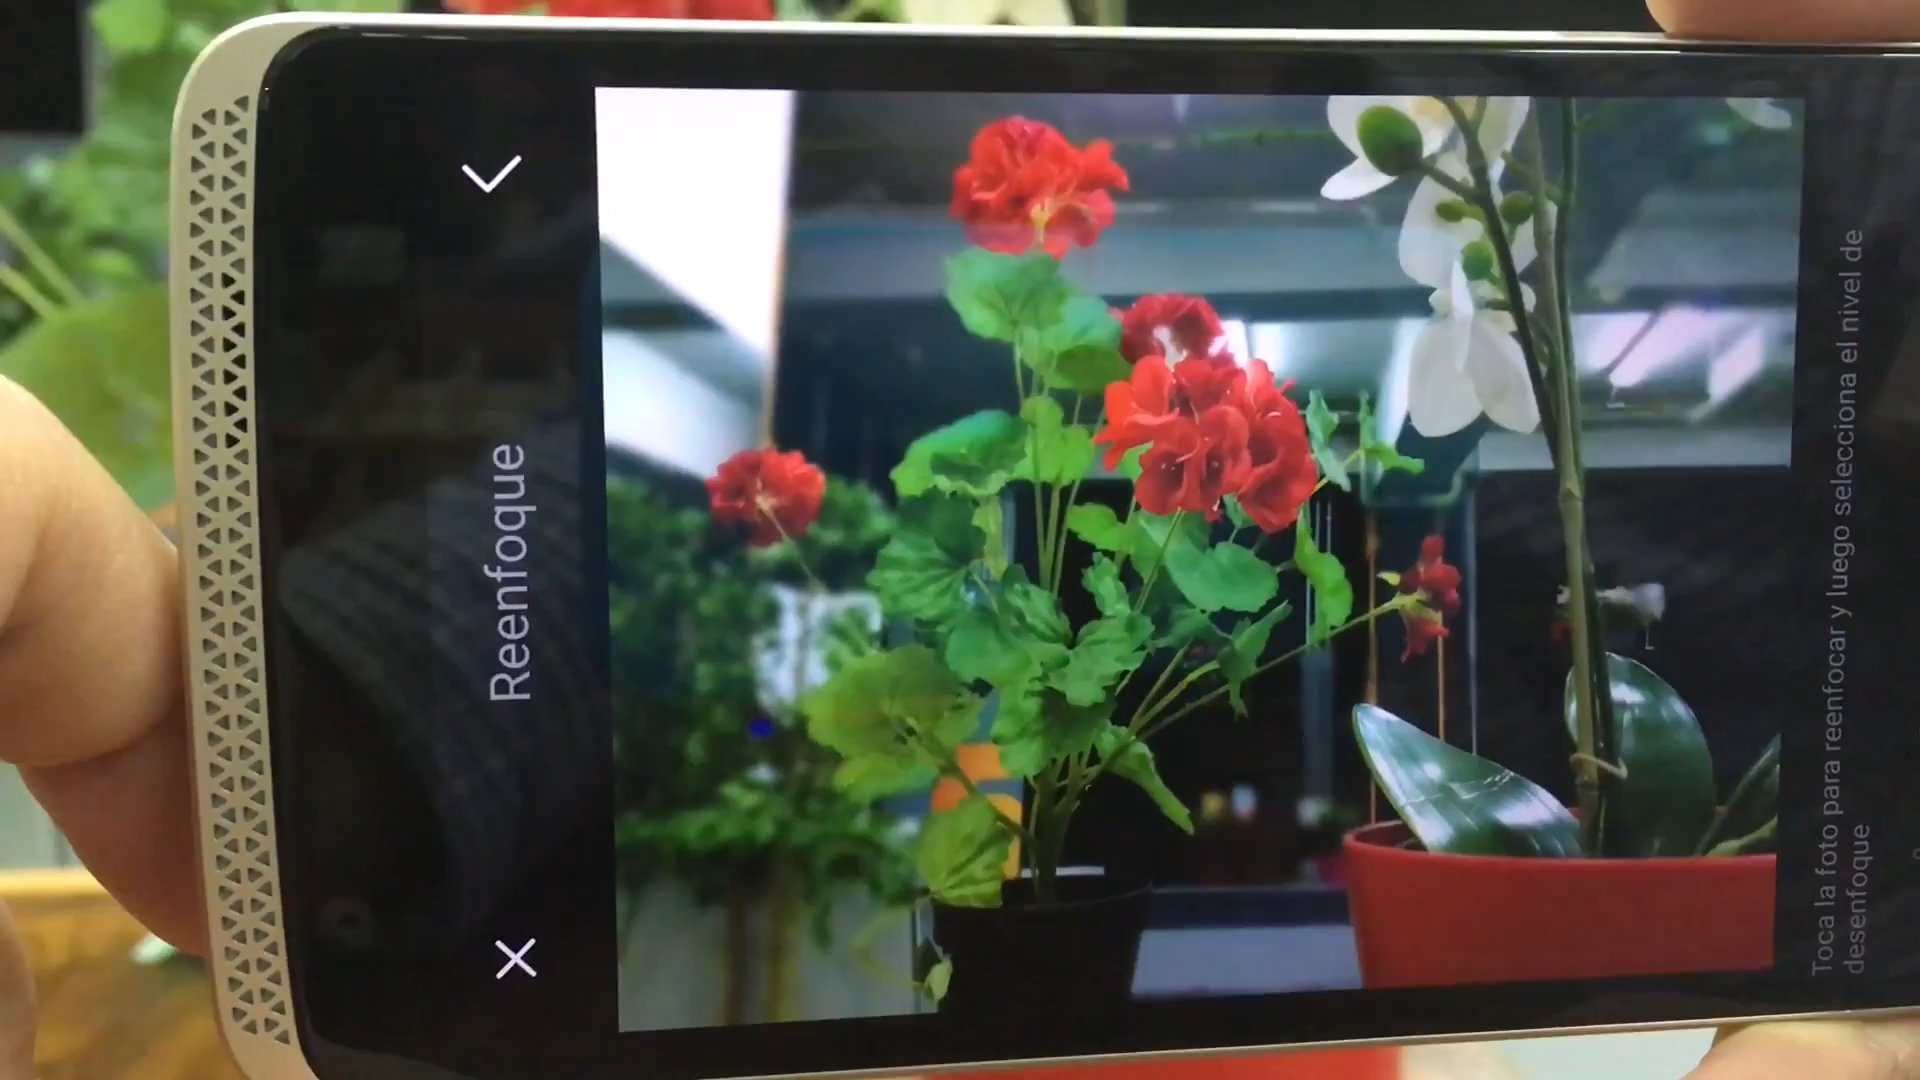 Reenfoque
Toca la foto para reenfocar y luego selecciona el nivel de
desenfoque